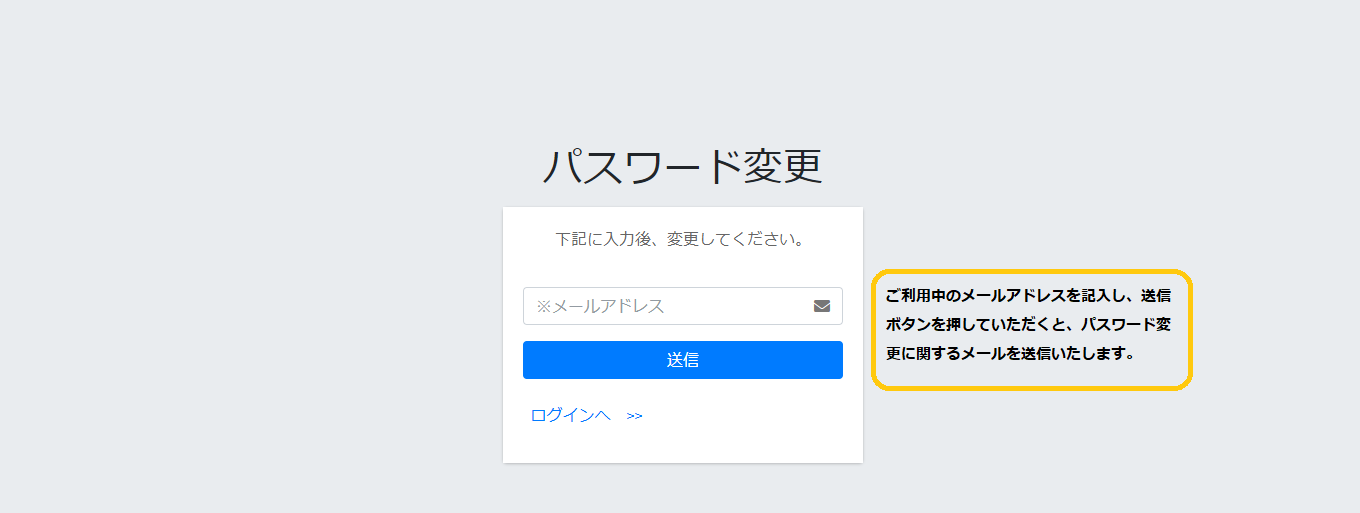 パスワード変更
下記に入力後、変更してください。
※メールアドレス
送信
ログインへ　>>
ご利用中のメールアドレスを記入し、送信
ボタンを押していただくと、パスワード変
更に関するメールを送信いたします。